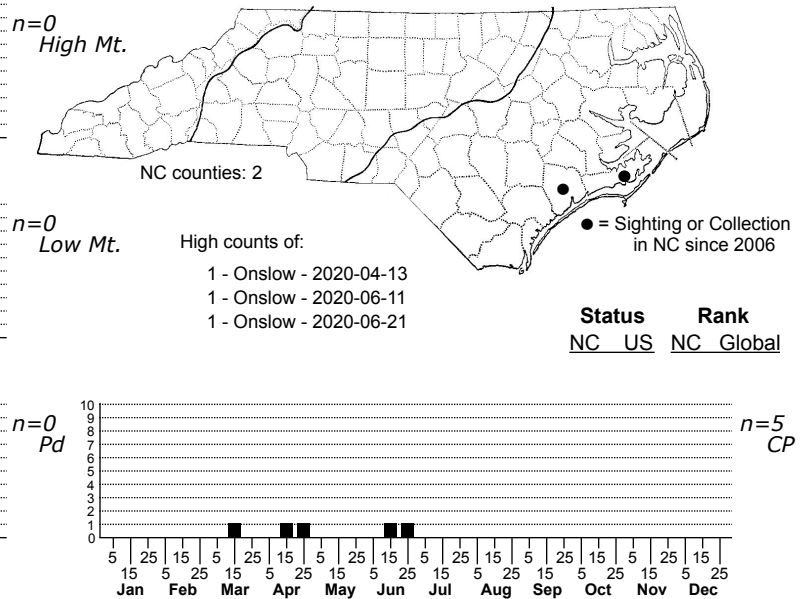 n=0
High Mt.
NC counties: 2
n=0
Low Mt.
High counts of:
1 - Onslow - 2020-04-13
1 - Onslow - 2020-06-11
1 - Onslow - 2020-06-21
● = Sighting or Collection
in NC since 2006
Status Rank
NC US NC Global
n=0
Pd
10
9
8
7
6
5
4
3
2
1
0
n=5
CP
5 25 15 5 25 15 5 25 15 5 25 15 5 25 15 5 25 15
15 5 25 15 5 25 15 5 25 15 5 25 15 5 25 15 5 25
Jan Feb Mar Apr May Jun Jul Aug Sep Oct Nov Dec